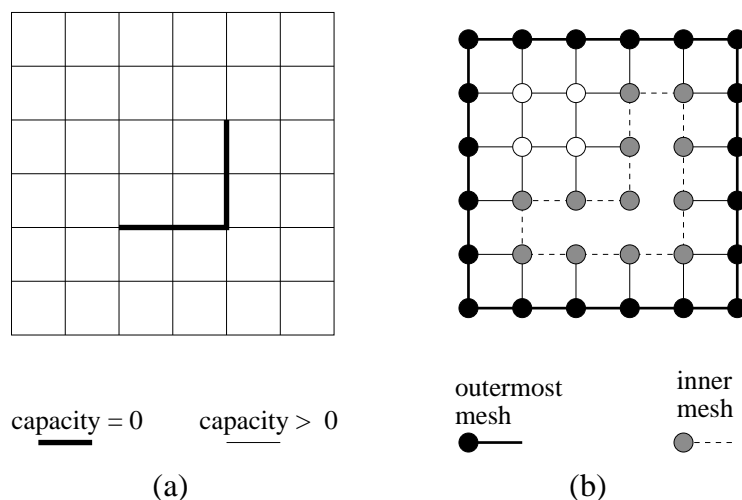 outermost
mesh
inner
mesh
capacity = 0
capacity > 0
(a)
(b)